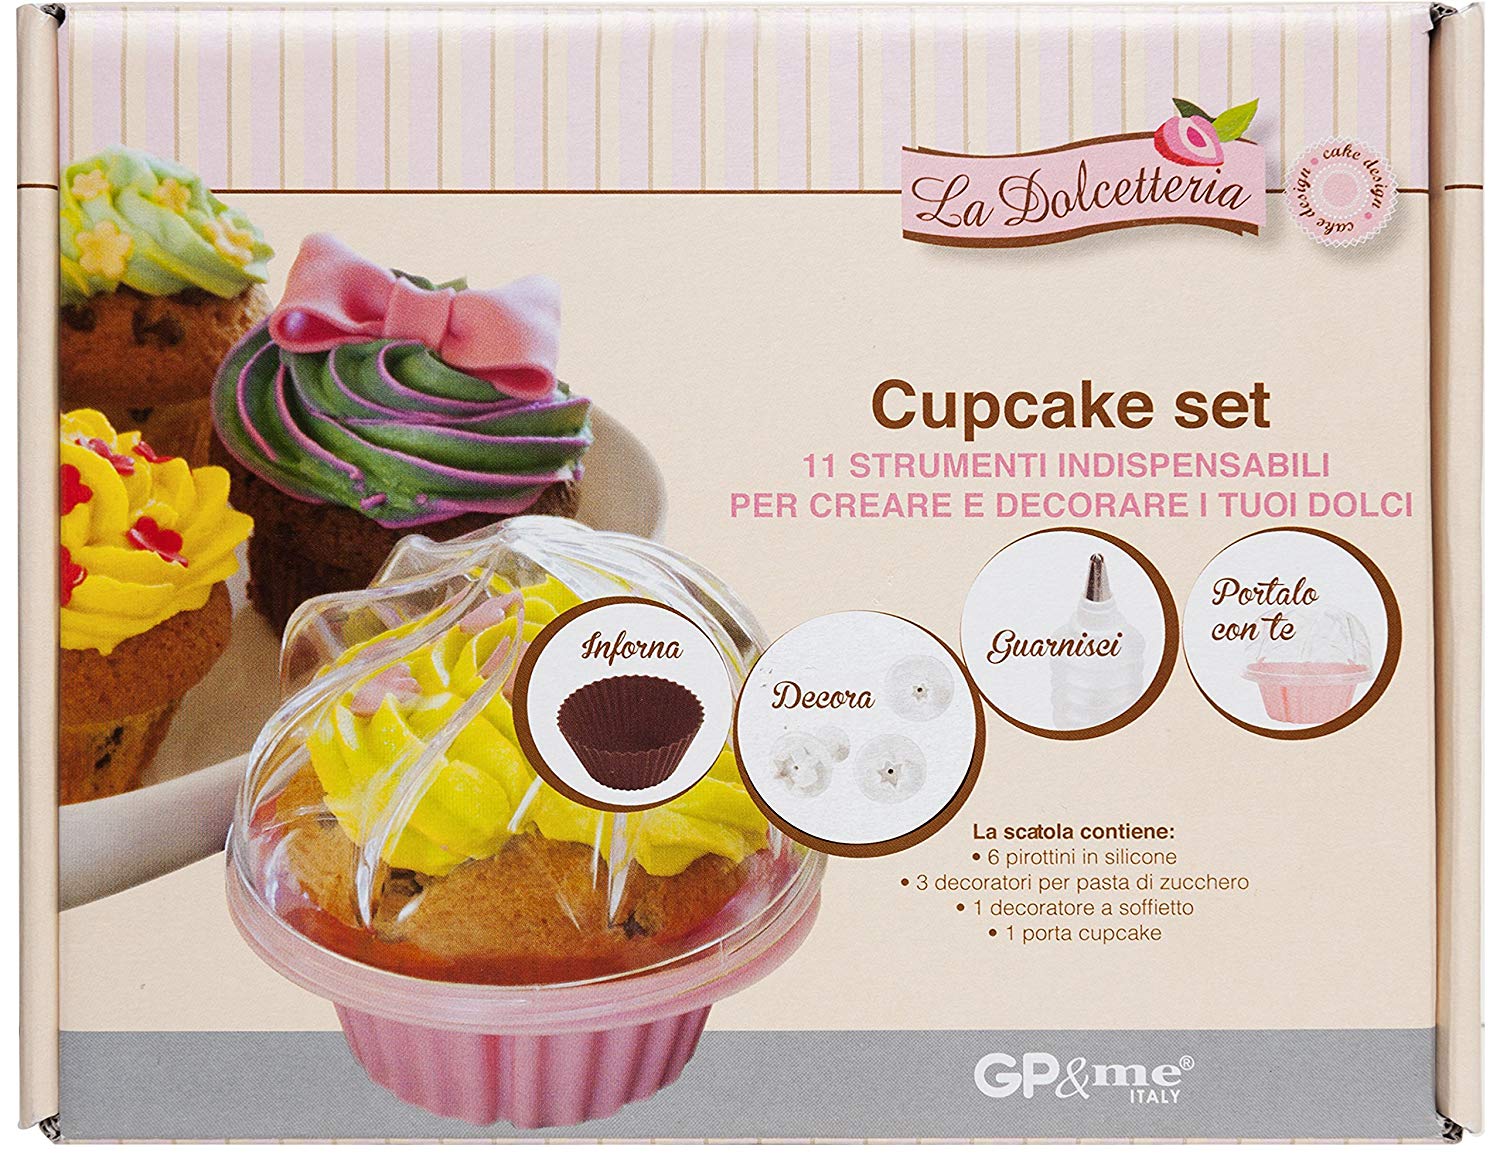 La Dolcetteria
cake design • cake design •
Cupcake set
11 STRUMENTI INDISPENSABILI
PER CREARE E DECORARE I TUOI DOLCI
Inforna
Decora
Guarnisci
Portalo
con te
La scatola contiene:
• 6 pirottini in silicone
• 3 decoratori per pasta di zucchero
• 1 decoratore a soffietto
• 1 porta cupcake
GP&me®
ITALY